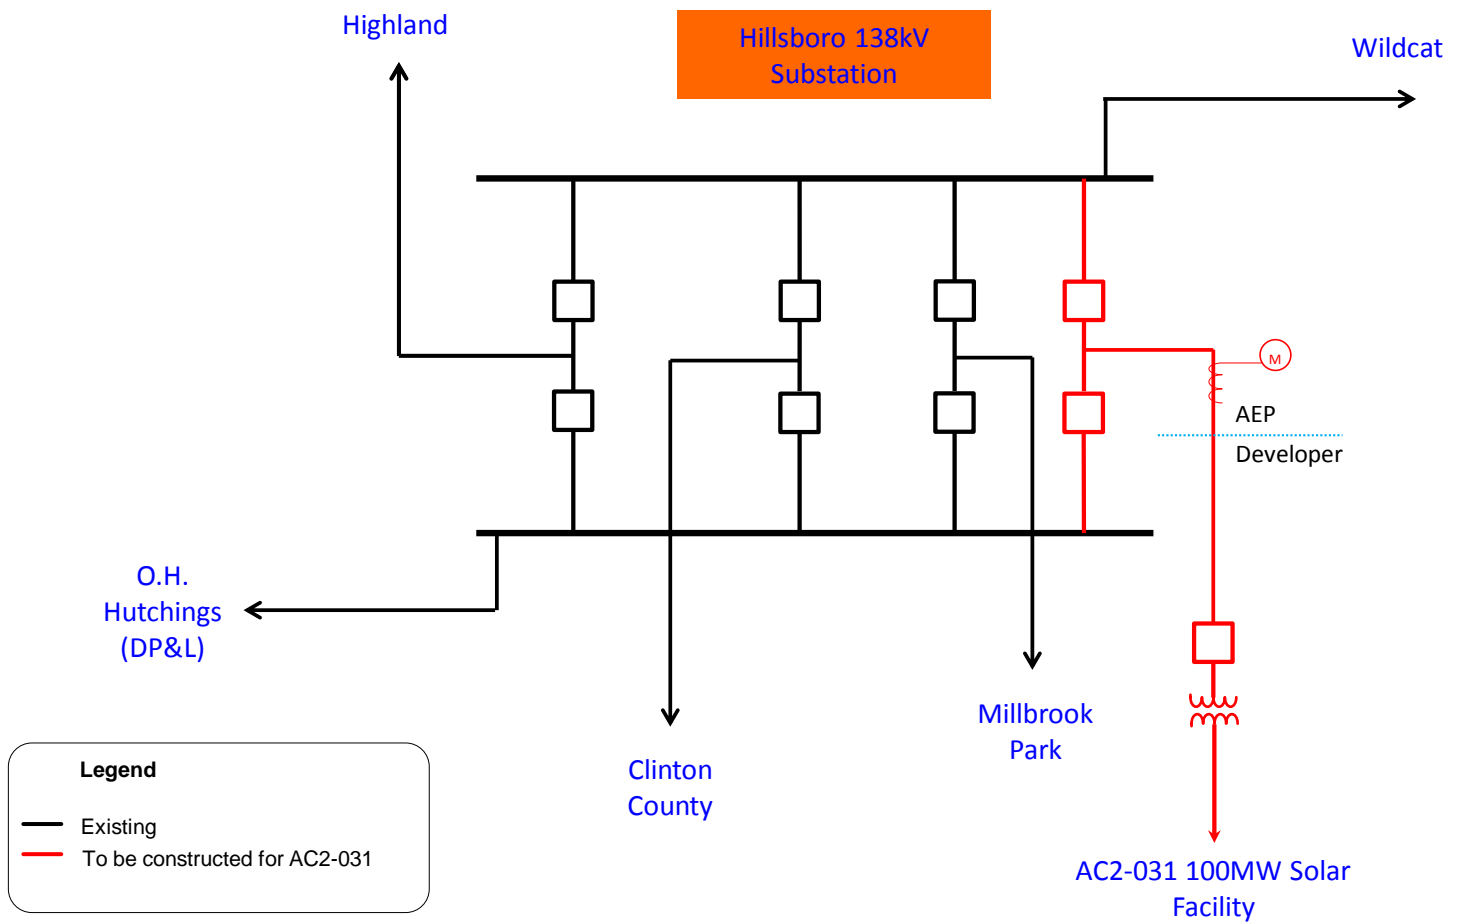 Highland
Hillsboro 138kV
Substation
Wildcat
M
AEP
Developer
O.H.
Hutchings
(DP&L)
Millbrook
Park
Clinton
County
Legend
Existing
To be constructed for AC2-031
AC2-031 100MW Solar
Facility